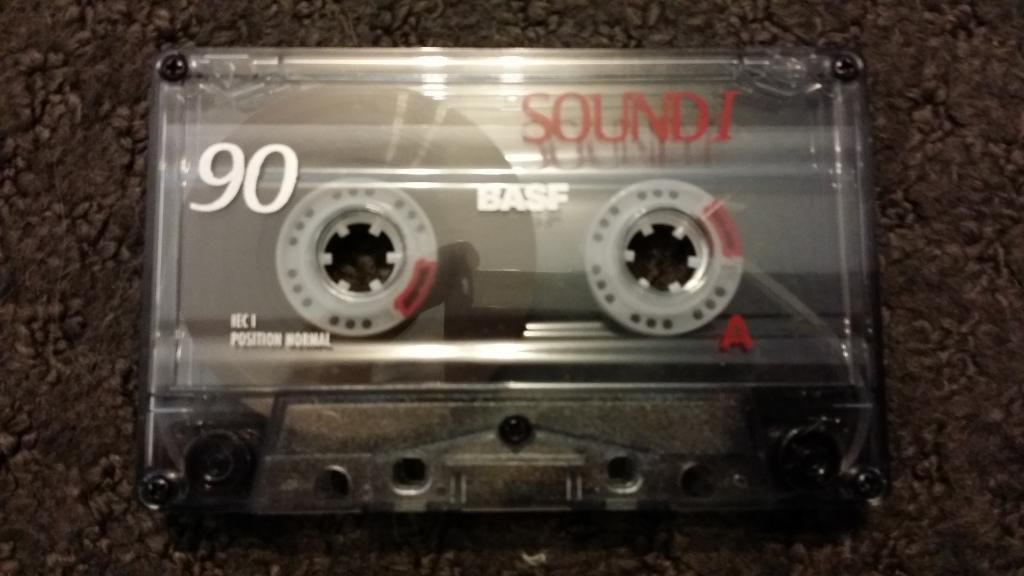 SOUND I
90
BASF
IEC I
POSITION NORMAL
A